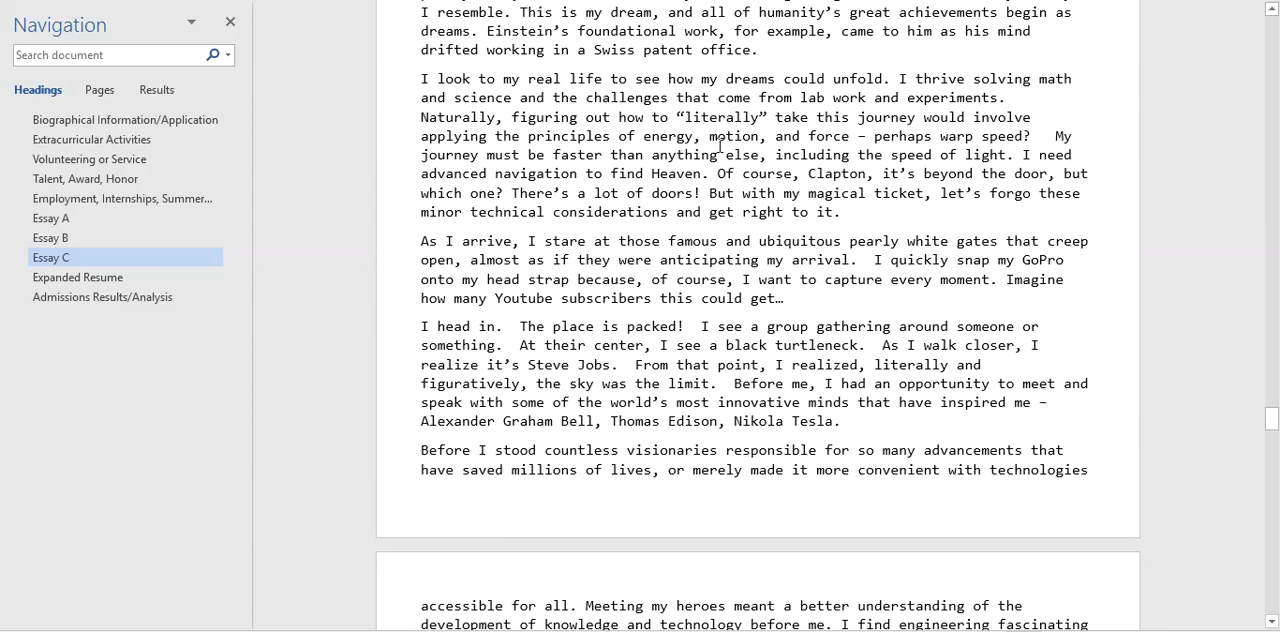 Navigation
Search document
Headings
Pages
Results
Biographical Information/Application
Extracurricular Activities
Volunteering or Service
Talent, Award, Honor
Employment, Internships, Summer...
Essay A
Essay B
Essay C
Expanded Resume
Admissions Results/Analysis
I resemble. This is my dream, and all of humanity’s great achievements begin as
dreams. Einstein’s foundational work, for example, came to him as his mind
drifted working in a Swiss patent office.
I look to my real life to see how my dreams could unfold. I thrive solving math
and science and the challenges that come from lab work and experiments.
Naturally, figuring out how to “literally” take this journey would involve
applying the principles of energy, motion, and force – perhaps warp speed?   My
journey must be faster than anything else, including the speed of light. I need
advanced navigation to find Heaven. Of course, Clapton, it’s beyond the door, but
which one? There’s a lot of doors! But with my magical ticket, let’s forgo these
minor technical considerations and get right to it.
As I arrive, I stare at those famous and ubiquitous pearly white gates that creep
open, almost as if they were anticipating my arrival.  I quickly snap my GoPro
onto my head strap because, of course, I want to capture every moment. Imagine
how many Youtube subscribers this could get…
I head in.  The place is packed!  I see a group gathering around someone or
something.  At their center, I see a black turtleneck.  As I walk closer, I
realize it’s Steve Jobs.  From that point, I realized, literally and
figuratively, the sky was the limit.  Before me, I had an opportunity to meet and
speak with some of the world’s most innovative minds that have inspired me –
Alexander Graham Bell, Thomas Edison, Nikola Tesla.
Before I stood countless visionaries responsible for so many advancements that
have saved millions of lives, or merely made it more convenient with technologies
accessible for all. Meeting my heroes meant a better understanding of the
development of knowledge and technology before me. I find engineering fascinating